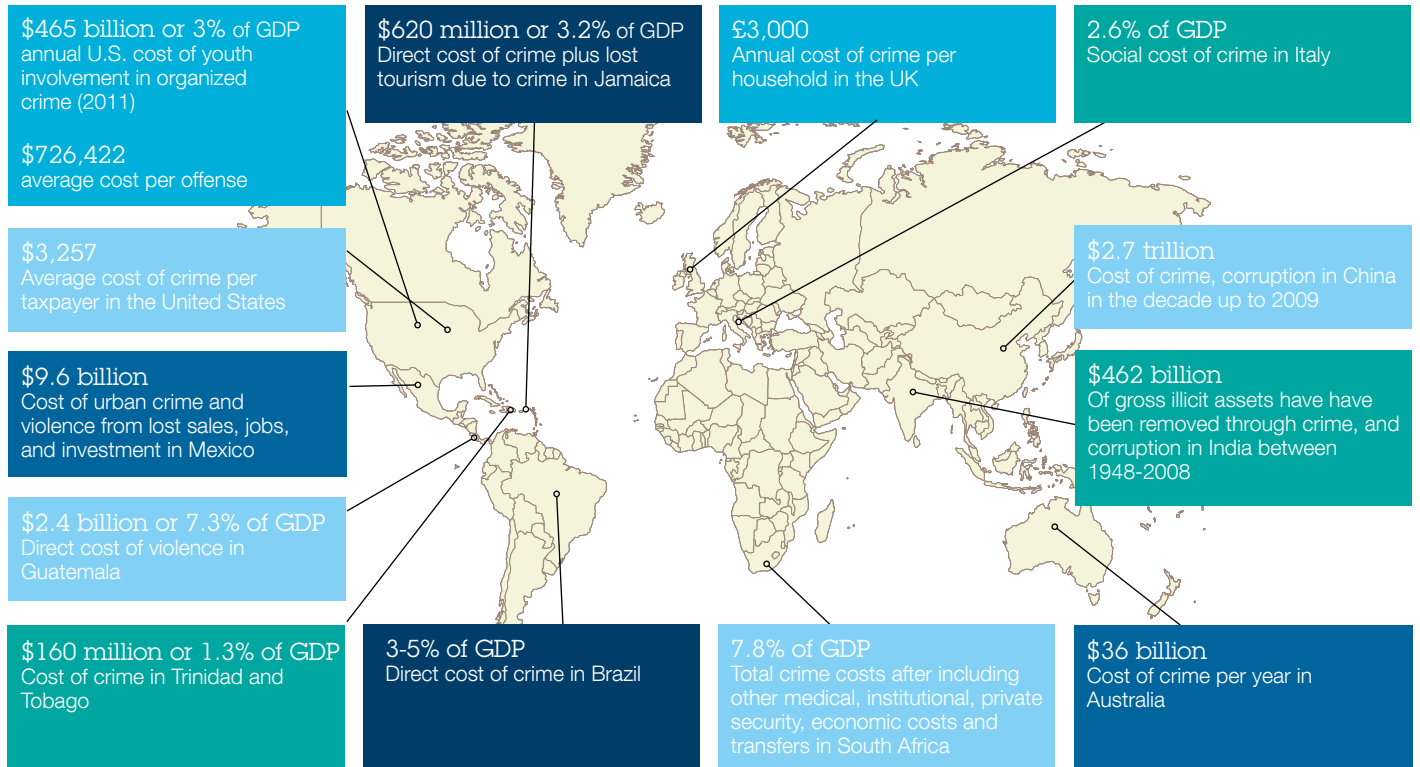 $465 billion or 3% of GDP
annual U.S. cost of youth
involvement in organized
crime (2011)
$726,422
average cost per offense
$620 million or 3.2% of GDP
Direct cost of crime plus lost
tourism due to crime in Jamaica
£3,000
Annual cost of crime per
household in the UK
2.6% of GDP
Social cost of crime in Italy
$3,257
Average cost of crime per
taxpayer in the United States
$2.7 trillion
Cost of crime, corruption in China
in the decade up to 2009
$9.6 billion
Cost of urban crime and
violence from lost sales, jobs,
and investment in Mexico
$462 billion
Of gross illicit assets have have
been removed through crime, and
corruption in India between
1948-2008
$2.4 billion or 7.3% of GDP
Direct cost of violence in
Guatemala
$160 million or 1.3% of GDP
Cost of crime in Trinidad and
Tobago
3-5% of GDP
Direct cost of crime in Brazil
7.8% of GDP
Total crime costs after including
other medical, institutional, private
security, economic costs and
transfers in South Africa
$36 billion
Cost of crime per year in
Australia